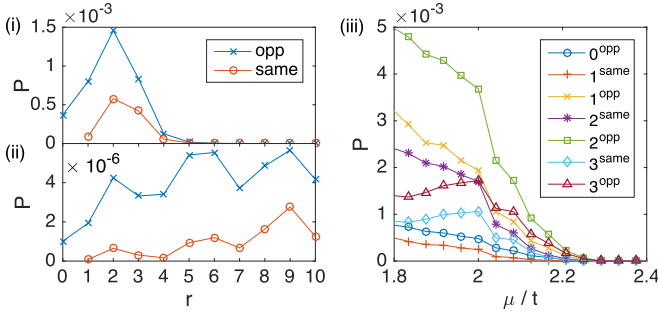 (i)
× 10⁻³
1.5
1
0.5
0
P
opp
same
(ii)
× 10⁻⁶
4
2
0
P
0 1 2 3 4 5 6 7 8 9 10
r
(iii)
× 10⁻³
5
4
3
2
1
0
P
0ᵒᵖᵖ
1ˢᵃᵐᵉ
1ᵒᵖᵖ
2ˢᵃᵐᵉ
2ᵒᵖᵖ
3ˢᵃᵐᵉ
3ᵒᵖᵖ
1.8 2 2.2 2.4
μ / t